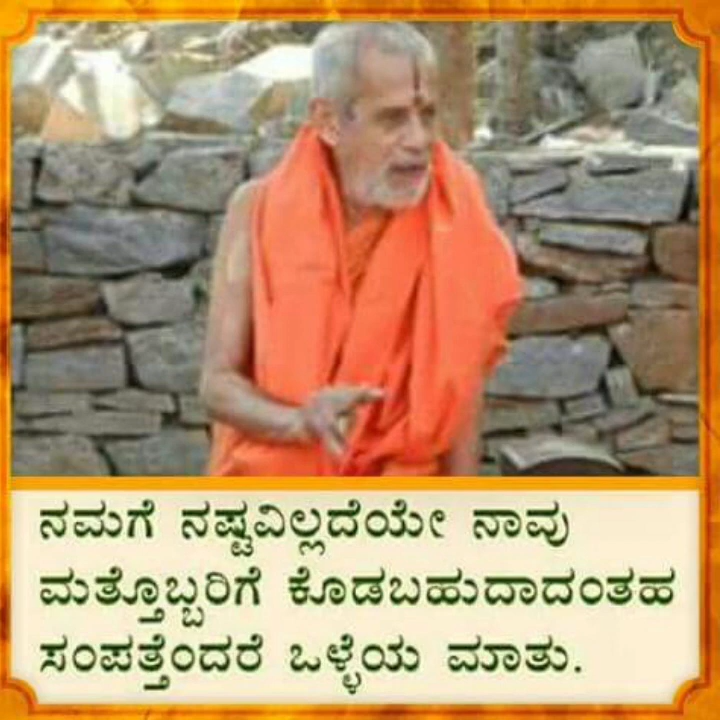 ನಮಗೆ ನಷ್ಟವಿಲ್ಲದೆಯೇ ನಾವು
ಮತ್ತೊಬ್ಬರಿಗೆ ಕೊಡಬಹುದಾದಂತಹ
ಸಂಪತ್ತೆಂದರೆ ಒಳ್ಳೆಯ ಮಾತು.